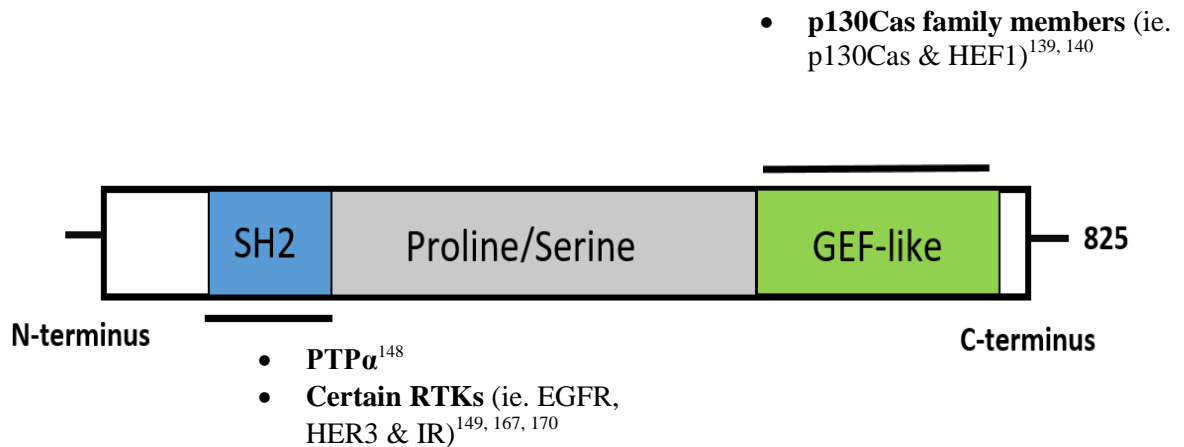 • p130Cas family members (ie.
p130Cas & HEF1)139, 140
SH2
Proline/Serine
GEF-like
825
N-terminus
C-terminus
• PTPα148
• Certain RTKs (ie. EGFR,
HER3 & IR)149, 167, 170